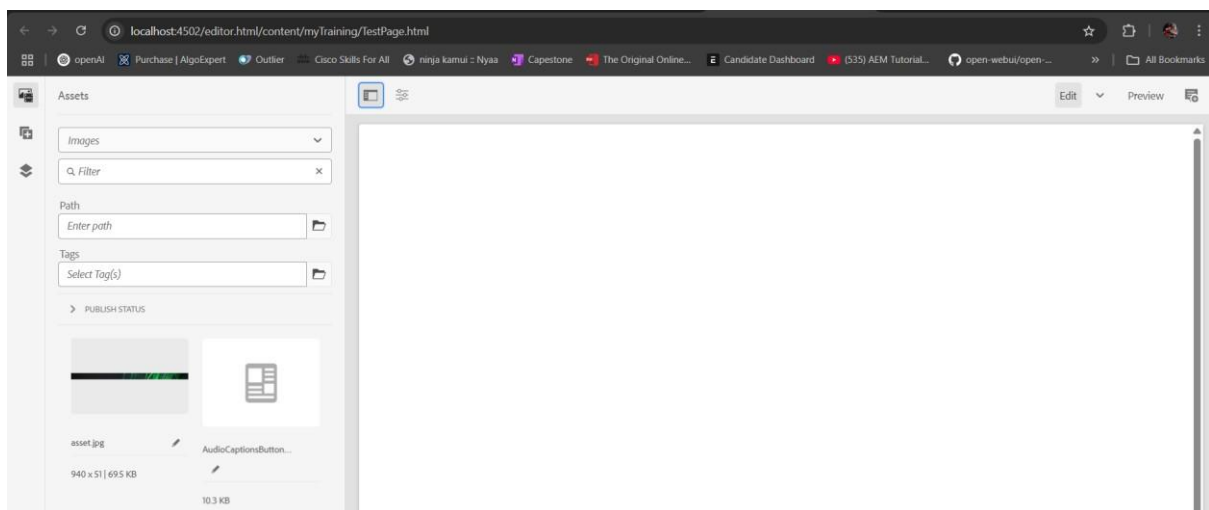 localhost:4502/editor.html/content/myTraining/TestPage.html
openAI Purchase | AlgoExpert Outlier Cisco Skills For All ninja kamui :: Nyaa Capestone The Original Online... Candidate Dashboard (535) AEM Tutorial... open-webui/open-... » All Bookmarks
Assets Edit Preview
Images
Filter
Path
Enter path
Tags
Select Tag(s)
PUBLISH STATUS
asset.jpg AudioCaptionsButton...
940 x 51 | 69.5 KB
10.3 KB